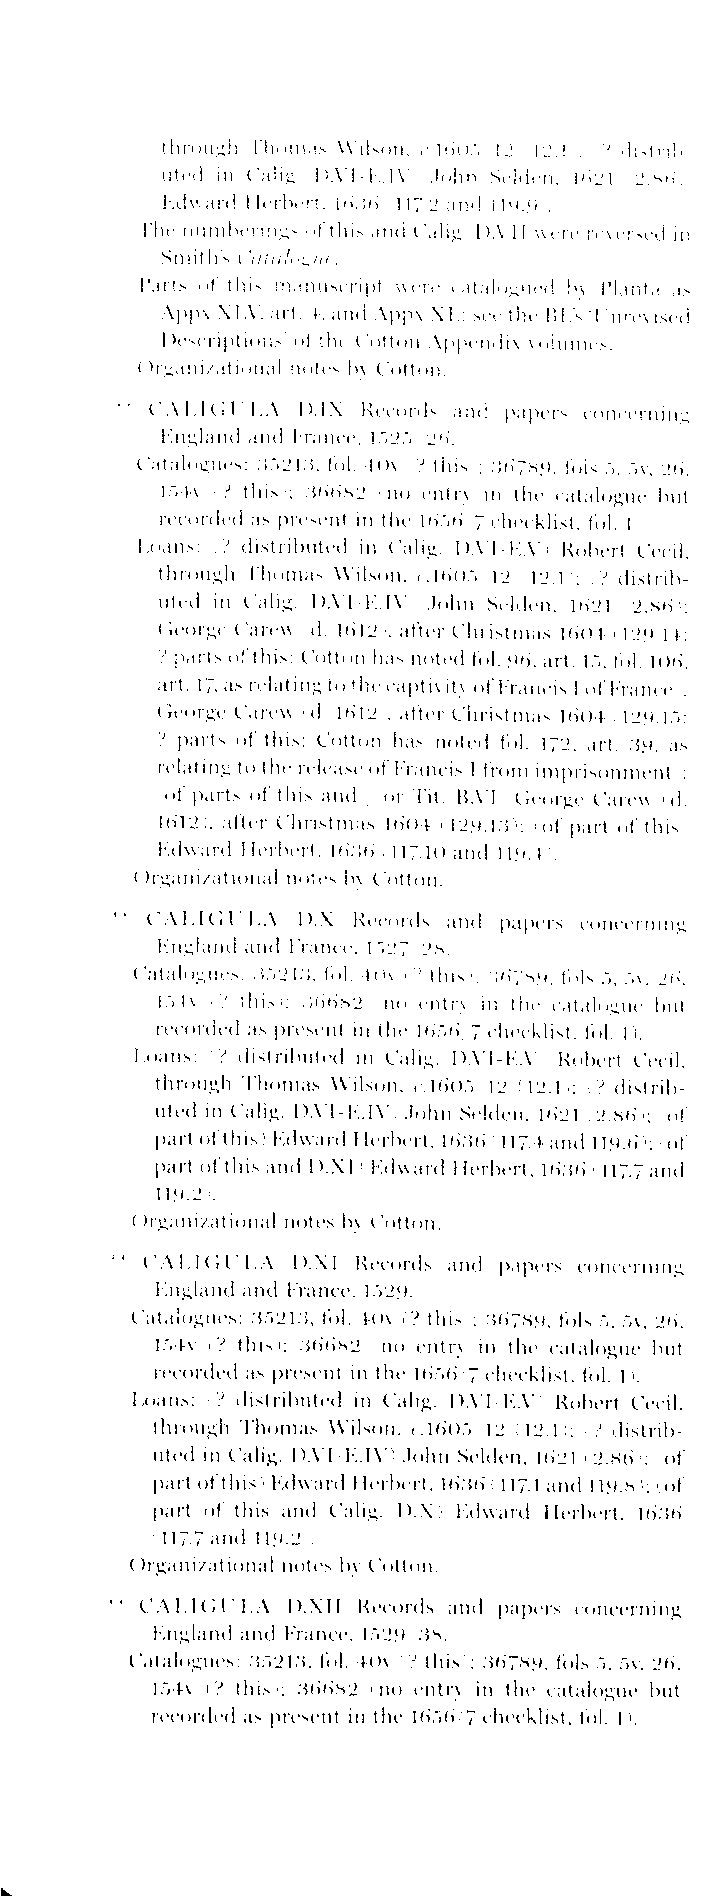 through Thomas Wilson, c.1605–12 (12.1); (? distrib-
uted in Calig. D.VI-E.IV) John Selden, 1621 (2.86);
Edward Herbert, 1636 (117.2 and 119.9).
The numberings of this and Calig. D.VII were reversed in
Smith's Catalogue.
Parts of this manuscript were catalogued by Planta as
Appx XLV, art. 4, and Appx XL: see the BL's 'Unrevised
Descriptions' of the Cotton Appendix volumes.
Organizational notes by Cotton.
CALIGULA D.IX Records and papers concerning
England and France, 1525–26.
Catalogues: 35213, fol. 40v (? this); 36789, fols 5, 5v, 26,
154v (? this); 36682 (no entry in the catalogue but
recorded as present in the 1656/7 checklist, fol. 1).
Loans: (? distributed in Calig. D.VI-E.V) Robert Cecil,
through Thomas Wilson, c.1605–12 (12.1); (? distrib-
uted in Calig. D.VI-E.IV) John Selden, 1621 (2.86);
George Carew (d. 1612), after Christmas 1604 (129.14:
? parts of this: Cotton has noted fol. 96, art. 15, fol. 106,
art. 17, as relating to the captivity of Francis I of France);
George Carew (d. 1612), after Christmas 1604 (129.15:
? parts of this: Cotton has noted fol. 172, art. 39, as
relating to the release of Francis I from imprisonment);
(of parts of this and/or Tit. B.VI) George Carew (d.
1612), after Christmas 1604 (129.13); (of part of this)
Edward Herbert, 1636 (117.10 and 119.4).
Organizational notes by Cotton.
CALIGULA D.X Records and papers concerning
England and France, 1527–28.
Catalogues: 35213, fol. 40v (? this); 36789, fols 5, 5v, 26,
154v (? this); 36682 (no entry in the catalogue but
recorded as present in the 1656/7 checklist, fol. 1).
Loans: (? distributed in Calig. D.VI-E.V) Robert Cecil,
through Thomas Wilson, c.1605–12 (12.1); (? distrib-
uted in Calig. D.VI-E.IV) John Selden, 1621 (2.86); (of
part of this) Edward Herbert, 1636 (117.4 and 119.6); (of
part of this and D.XI) Edward Herbert, 1636 (117.7 and
119.2).
Organizational notes by Cotton.
CALIGULA D.XI Records and papers concerning
England and France, 1529.
Catalogues: 35213, fol. 40v (? this); 36789, fols 5, 5v, 26,
154v (? this); 36682 (no entry in the catalogue but
recorded as present in the 1656/7 checklist, fol. 1).
Loans: (? distributed in Calig. D.VI-E.V) Robert Cecil,
through Thomas Wilson, c.1605–12 (12.1); (? distrib-
uted in Calig. D.VI-E.IV) John Selden, 1621 (2.86); (of
part of this) Edward Herbert, 1636 (117.1 and 119.8); (of
part of this and Calig. D.X) Edward Herbert, 1636
(117.7 and 119.2).
Organizational notes by Cotton.
CALIGULA D.XII Records and papers concerning
England and France, 1529–38.
Catalogues: 35213, fol. 40v (? this); 36789, fols 5, 5v, 26,
154v (? this); 36682 (no entry in the catalogue but
recorded as present in the 1656/7 checklist, fol. 1).